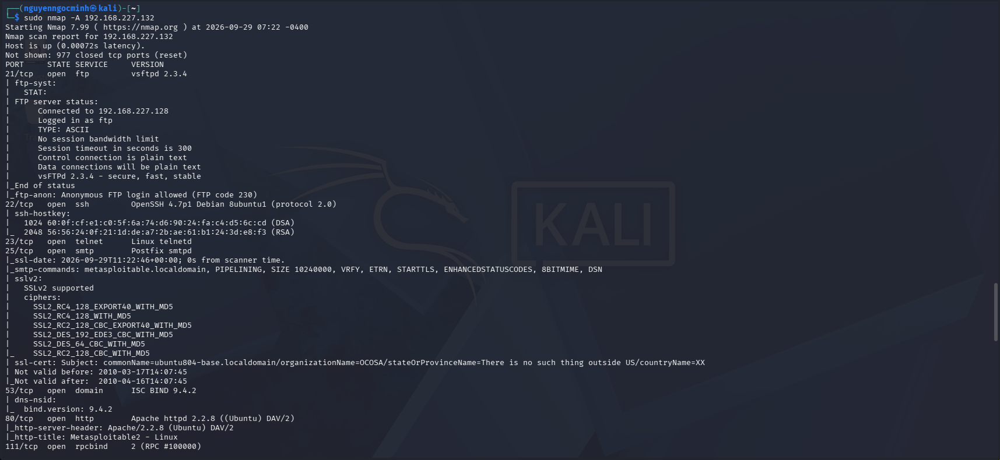 ┌──(nguyenngocminh㉿kali)-[~]
└─$ sudo nmap -A 192.168.227.132
Starting Nmap 7.99 ( https://nmap.org ) at 2026-09-29 07:22 -0400
Nmap scan report for 192.168.227.132
Host is up (0.00072s latency).
Not shown: 977 closed tcp ports (reset)
PORT     STATE SERVICE     VERSION
21/tcp   open  ftp         vsftpd 2.3.4
| ftp-syst:
|   STAT:
| FTP server status:
|      Connected to 192.168.227.128
|      Logged in as ftp
|      TYPE: ASCII
|      No session bandwidth limit
|      Session timeout in seconds is 300
|      Control connection is plain text
|      Data connections will be plain text
|      vsFTPd 2.3.4 - secure, fast, stable
|_End of status
|_ftp-anon: Anonymous FTP login allowed (FTP code 230)
22/tcp   open  ssh         OpenSSH 4.7p1 Debian 8ubuntu1 (protocol 2.0)
| ssh-hostkey:
|   1024 60:0f:cf:e1:c0:5f:6a:74:d6:90:24:fa:c4:d5:6c:cd (DSA)
|_  2048 56:56:24:0f:21:1d:de:a7:2b:ae:61:b1:24:3d:e8:f3 (RSA)
23/tcp   open  telnet      Linux telnetd
25/tcp   open  smtp        Postfix smtpd
|_ssl-date: 2026-09-29T11:22:46+00:00; 0s from scanner time.
|_smtp-commands: metasploitable.localdomain, PIPELINING, SIZE 10240000, VRFY, ETRN, STARTTLS, ENHANCEDSTATUSCODES, 8BITMIME, DSN
| sslv2:
|   SSLv2 supported
|   ciphers:
|     SSL2_RC4_128_EXPORT40_WITH_MD5
|     SSL2_RC4_128_WITH_MD5
|     SSL2_RC2_128_CBC_EXPORT40_WITH_MD5
|     SSL2_DES_192_EDE3_CBC_WITH_MD5
|     SSL2_DES_64_CBC_WITH_MD5
|_    SSL2_RC2_128_CBC_WITH_MD5
| ssl-cert: Subject: commonName=ubuntu804-base.localdomain/organizationName=OCOSA/stateOrProvinceName=There is no such thing outside US/countryName=XX
| Not valid before: 2010-03-17T14:07:45
|_Not valid after:  2010-04-16T14:07:45
53/tcp   open  domain      ISC BIND 9.4.2
| dns-nsid:
|_  bind.version: 9.4.2
80/tcp   open  http        Apache httpd 2.2.8 ((Ubuntu) DAV/2)
|_http-server-header: Apache/2.2.8 (Ubuntu) DAV/2
|_http-title: Metasploitable2 - Linux
111/tcp  open  rpcbind     2 (RPC #100000)
KALI